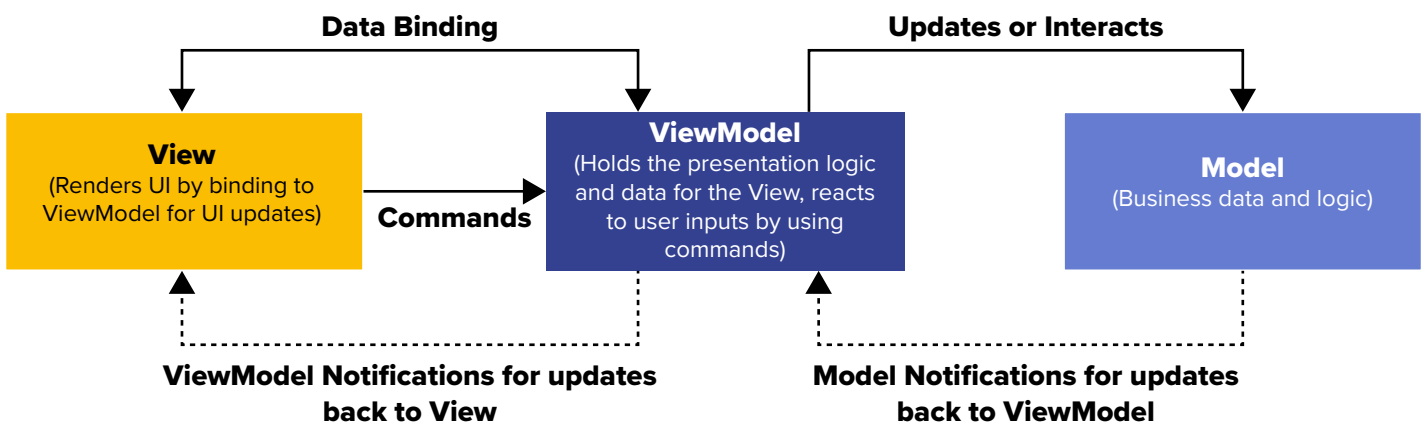 Data Binding
Updates or Interacts
View
(Renders UI by binding to
ViewModel for UI updates)
Commands
ViewModel
(Holds the presentation logic
and data for the View, reacts
to user inputs by using
commands)
Model
(Business data and logic)
ViewModel Notifications for updates
back to View
Model Notifications for updates
back to ViewModel